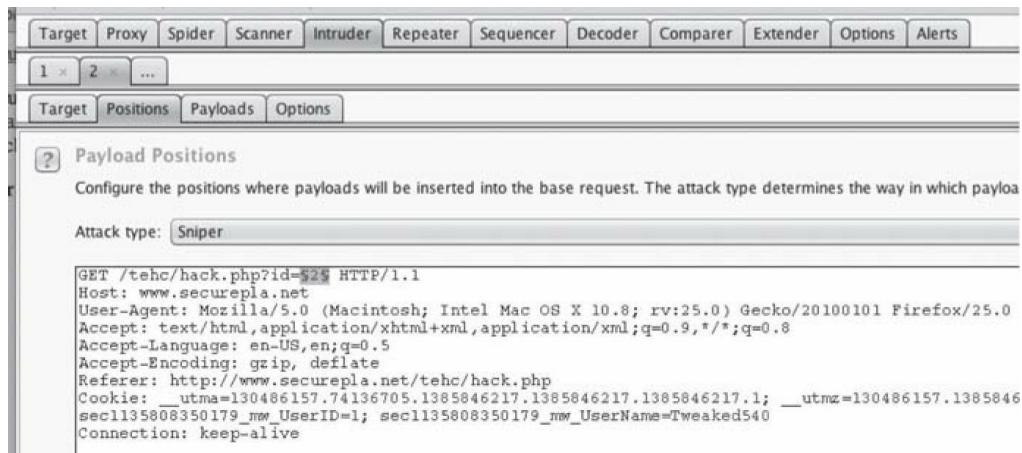 Target Proxy Spider Scanner Intruder Repeater Sequencer Decoder Comparer Extender Options Alerts
1 × 2 × ...
Target Positions Payloads Options
? Payload Positions
Configure the positions where payloads will be inserted into the base request. The attack type determines the way in which payloa
Attack type: Sniper
GET /tehc/hack.php?id=§2§ HTTP/1.1
Host: www.securepla.net
User-Agent: Mozilla/5.0 (Macintosh; Intel Mac OS X 10.8; rv:25.0) Gecko/20100101 Firefox/25.0
Accept: text/html,application/xhtml+xml,application/xml;q=0.9,*/*;q=0.8
Accept-Language: en-US,en;q=0.5
Accept-Encoding: gzip, deflate
Referer: http://www.securepla.net/tehc/hack.php
Cookie: __utma=130486157.74136705.1385846217.1385846217.1385846217.1; __utmz=130486157.1385846
sec1135808350179_mw_UserID=1; sec1135808350179_mw_UserName=Tweaked540
Connection: keep-alive